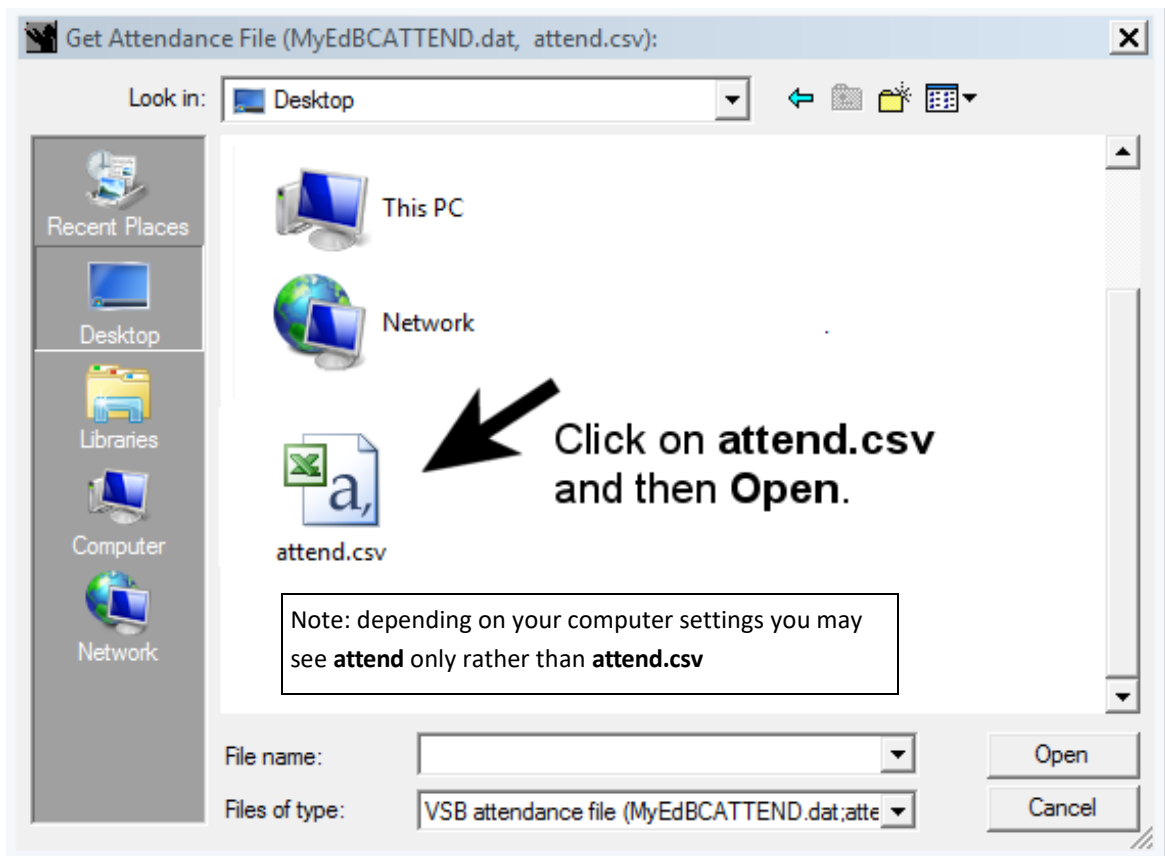 Get Attendance File (MyEdBCATTEND.dat, attend.csv):
Look in: Desktop
Recent Places
Desktop
Libraries
Computer
Network
This PC
Network
Click on attend.csv
and then Open.
a,
attend.csv
Note: depending on your computer settings you may
see attend only rather than attend.csv
File name:
Open
Files of type: VSB attendance file (MyEdBCATTEND.dat;atte
Cancel